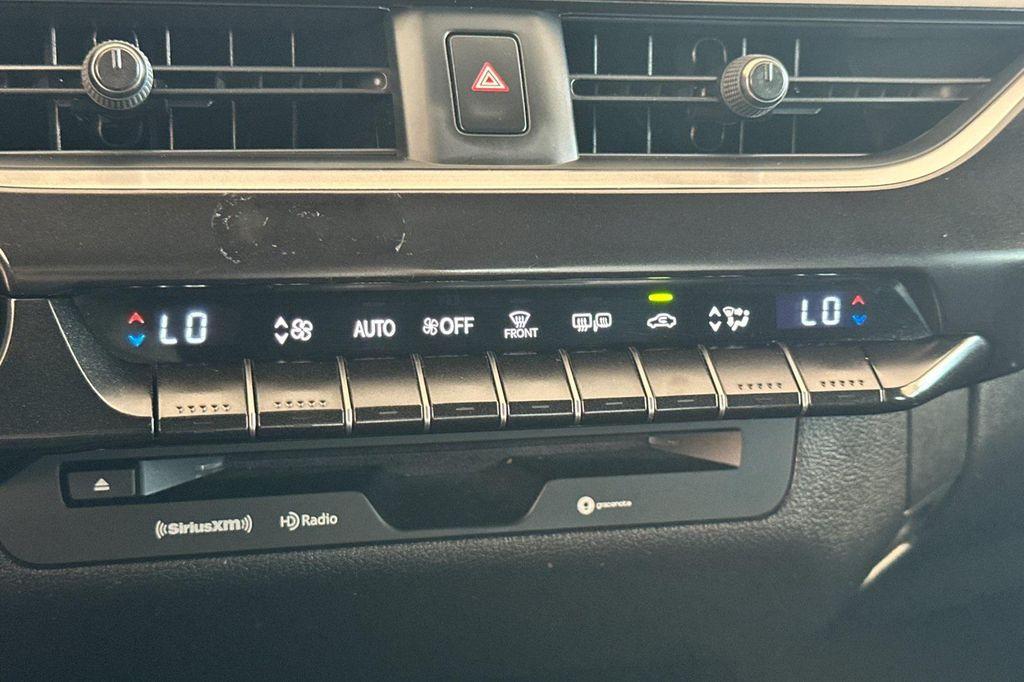 LO AUTO OFF FRONT LO
SiriusXM HD Radio gracenote